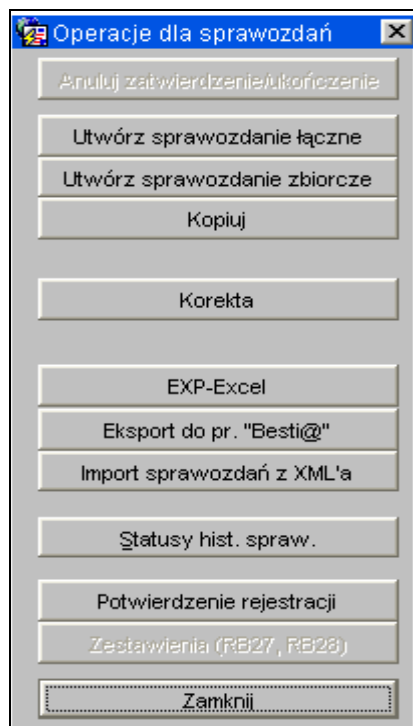 Operacje dla sprawozdań
Anuluj zatwierdzenie/ukończenie
Utwórz sprawozdanie łączne
Utwórz sprawozdanie zbiorcze
Kopiuj
Korekta
EXP-Excel
Eksport do pr. "Besti@"
Import sprawozdań z XML'a
Statusy hist. spraw.
Potwierdzenie rejestracji
Zestawienia (RB27, RB28)
Zamknij